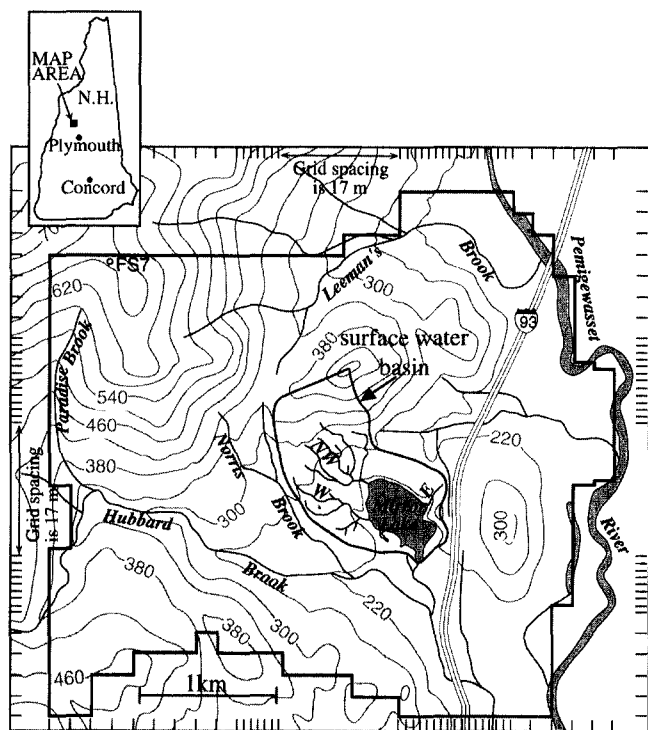 MAP
AREA
N.H.
Plymouth
Concord
Grid spacing
is 17 m
FS7
620
Paradise Brook
540
460
380
Leeman's
Brook
300
380
surface water
basin
93
Pemigewasset
River
220
Norris
Brook
NW
W
E
300
300
Grid spacing
is 17 m
Hubbard
Brook
380
220
300
380
460
1km
0